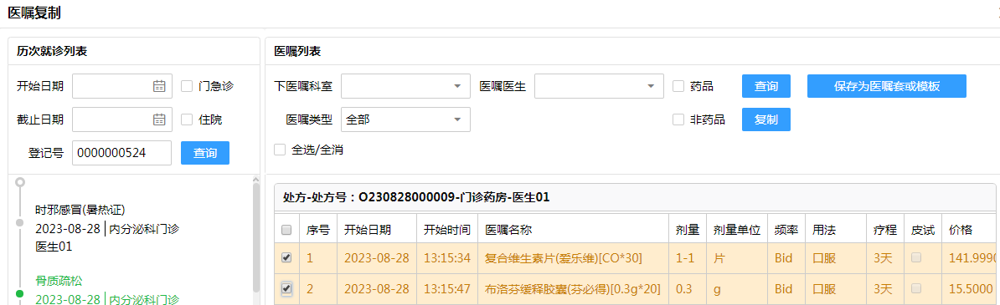 医嘱复制
历次就诊列表
开始日期 门急诊
截止日期 住院
登记号 0000000524 查询
时邪感冒(暑热证)
2023-08-28 内分泌科门诊
医生01
骨质疏松
2023-08-28 内分泌科门诊
医嘱列表
下医嘱科室 医嘱医生 药品 查询 保存为医嘱套或模板
医嘱类型 全部 非药品 复制
全选/全消
处方-处方号：O230828000009-门诊药房-医生01
序号 开始日期 开始时间 医嘱名称 剂量 剂量单位 频率 用法 疗程 皮试 价格
1 2023-08-28 13:15:34 复合维生素片(爱乐维)[CO*30] 1-1 片 Bid 口服 3天 141.9990
2 2023-08-28 13:15:47 布洛芬缓释胶囊(芬必得)[0.3g*20] 0.3 g Bid 口服 3天 15.5000